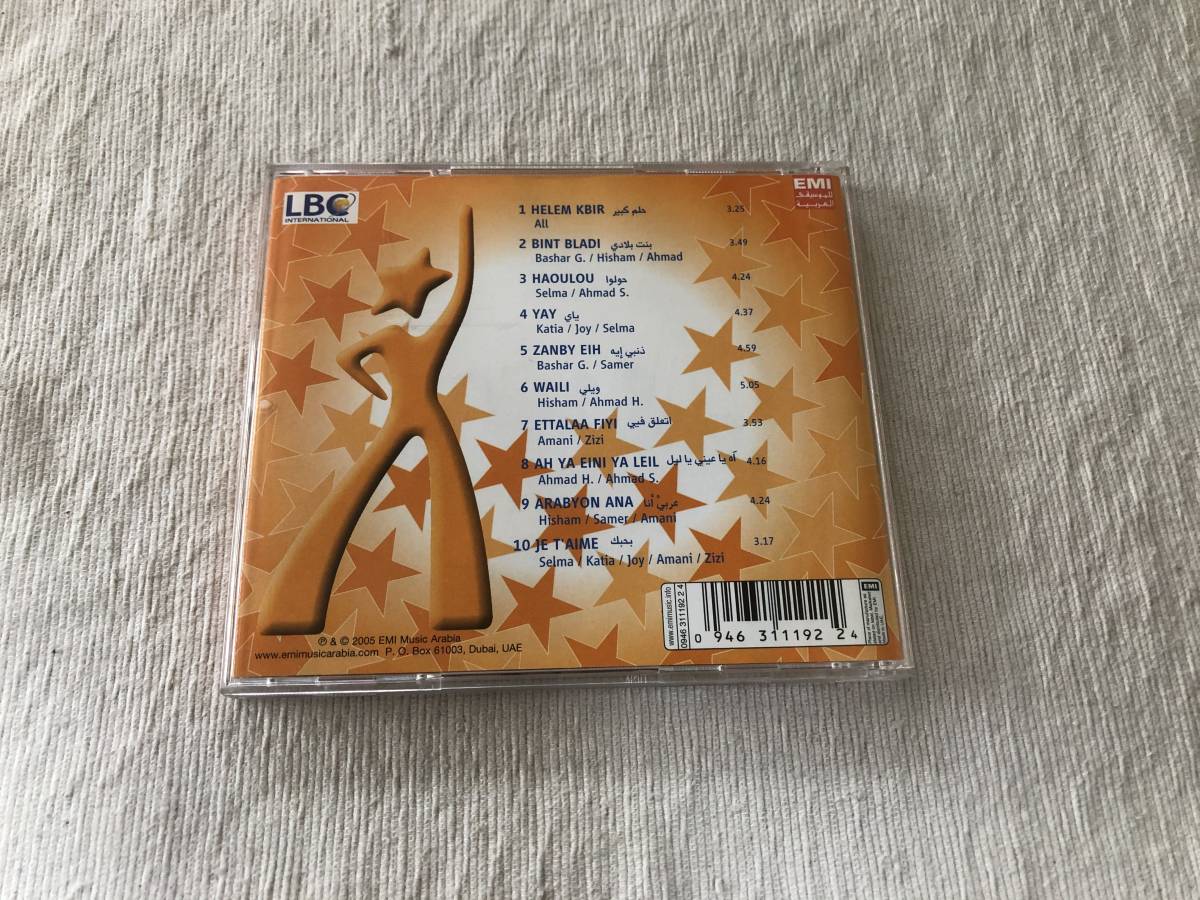 LBC
INTERNATIONAL
EMI
للموسيقى
العربية
1 HELEM KBIR حلم كبير 3.25
All
2 BINT BLADI بنت بلادي 3.49
Bashar G. / Hisham / Ahmad
3 HAOULOU حولوا 4.24
Selma / Ahmad S.
4 YAY ياي 4.37
Katia / Joy / Selma
5 ZANBY EIH ذنبي إيه 4.59
Bashar G. / Samer
6 WAILI ويلي 5.05
Hisham / Ahmad H.
7 ETTALAA FIYI اتعلق فيي 3.53
Amani / Zizi
8 AH YA EINI YA LEIL آه يا عيني يا ليل 4.16
Ahmad H. / Ahmad S.
9 ARABYON ANA عربيٌ أنا 4.24
Hisham / Samer / Amani
10 JE T'AIME بحبك 3.17
Selma / Katia / Joy / Amani / Zizi
℗ & © 2005 EMI Music Arabia
www.emimusicarabia.com P. O. Box 61003, Dubai, UAE
www.emimusic.info
0946 311192 2 4
0 946 311192 2 4
EMI